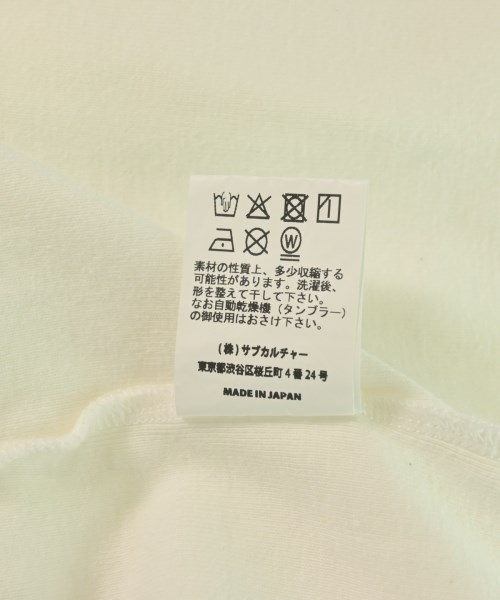 W
素材の性質上、多少収縮する
可能性があります。洗濯後、
形を整えて干して下さい。
なお自動乾燥機（タンブラー）
の御使用はおさけ下さい。
（株）サブカルチャー
東京都渋谷区桜丘町4番24号
MADE IN JAPAN